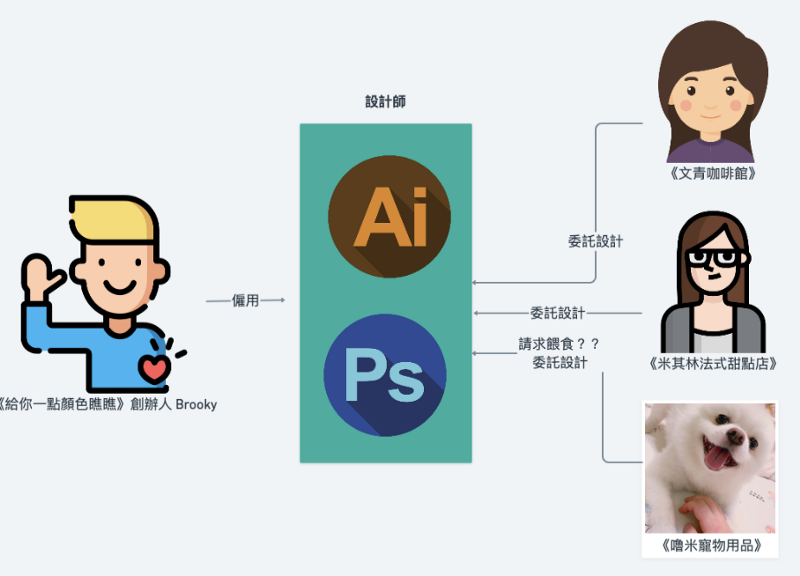 設計師
Ai
Ps
《給你一點顏色瞧瞧》創辦人 Brooky
僱用
委託設計
委託設計
請求餵食？？
委託設計
《文青咖啡館》
《米其林法式甜點店》
《嚕米寵物用品》